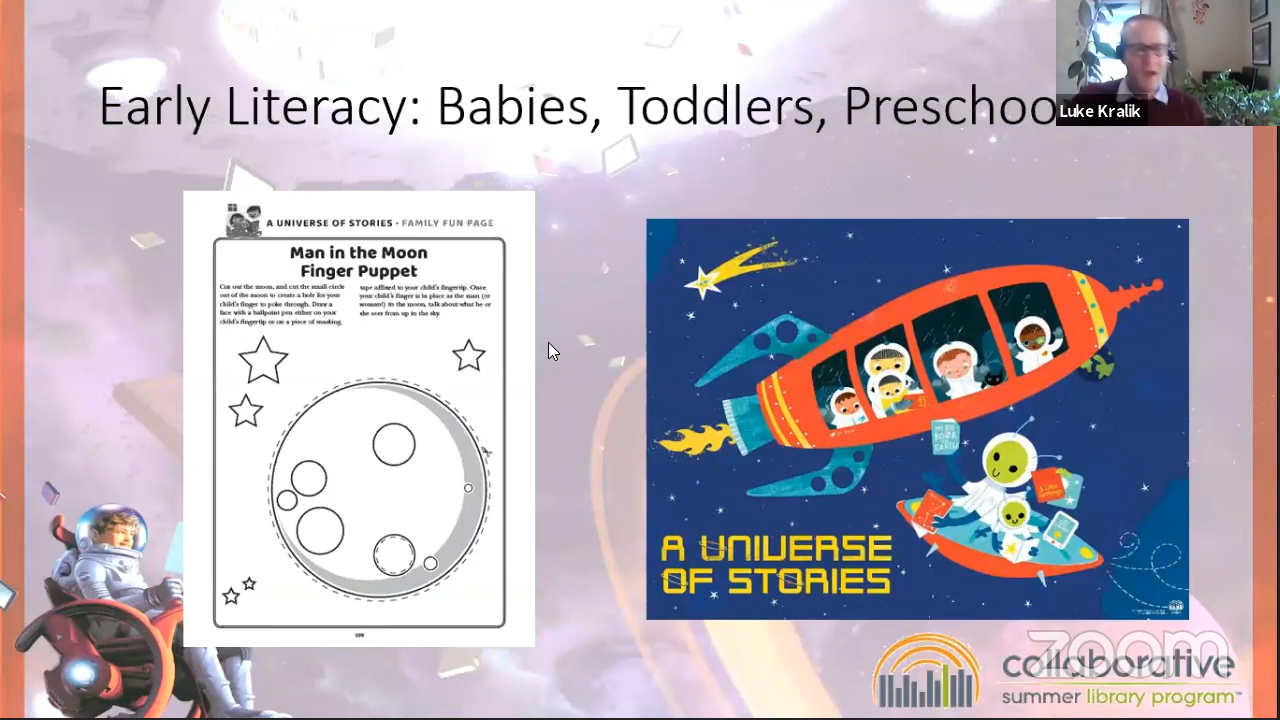 Early Literacy: Babies, Toddlers, Preschoo
Luke Kralik
A UNIVERSE OF STORIES • FAMILY FUN PAGE
Man in the Moon
Finger Puppet
Cut out the moon, and cut the small circle
out of the moon to create a hole for your
child's finger to poke through. Draw a
face with a ballpoint pen either on your
child's fingertip or on a piece of masking
tape affixed to your child's fingertip. Once
your child's finger is in place as the man (or
woman!) in the moon, talk about what he or
she sees from up in the sky.
BOOK
EARTH
A UNIVERSE
OF STORIES
zoom
collaborative
summer library program™